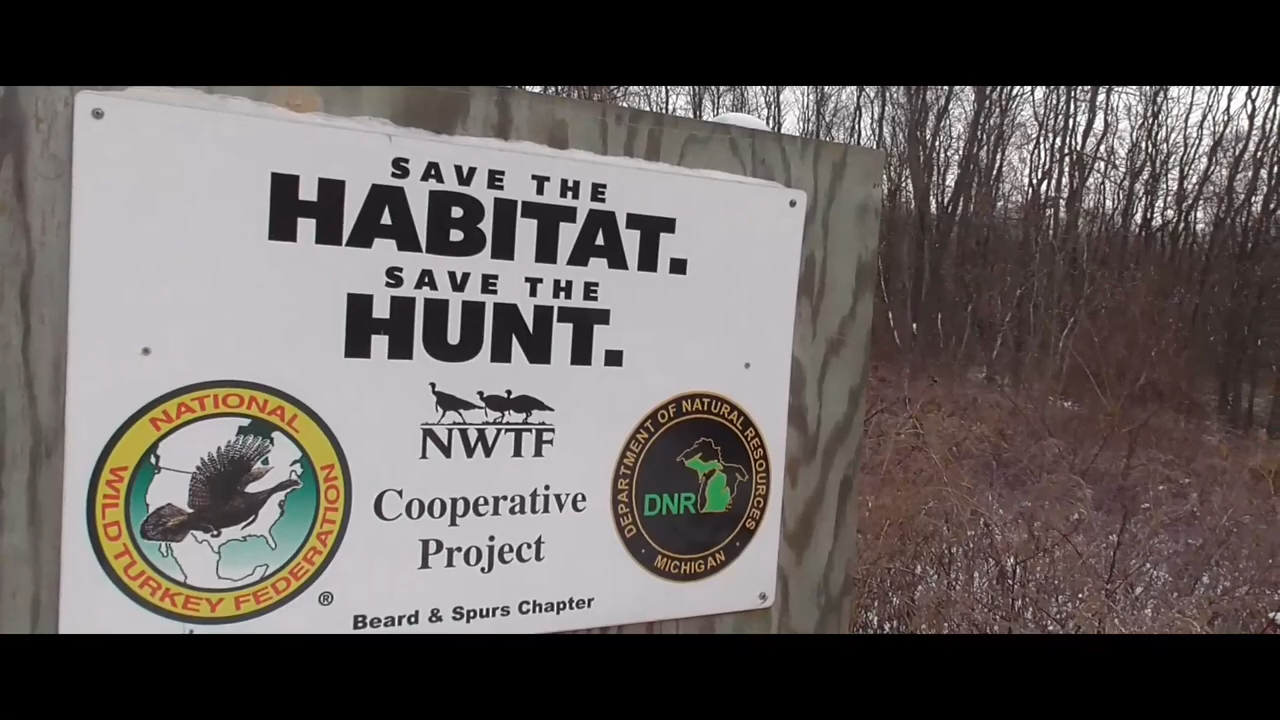 SAVE THE
HABITAT.
SAVE THE
HUNT.
NATIONAL
WILD TURKEY FEDERATION
®
NWTF
Cooperative
Project
Beard & Spurs Chapter
DEPARTMENT OF NATURAL RESOURCES
DNR
MICHIGAN